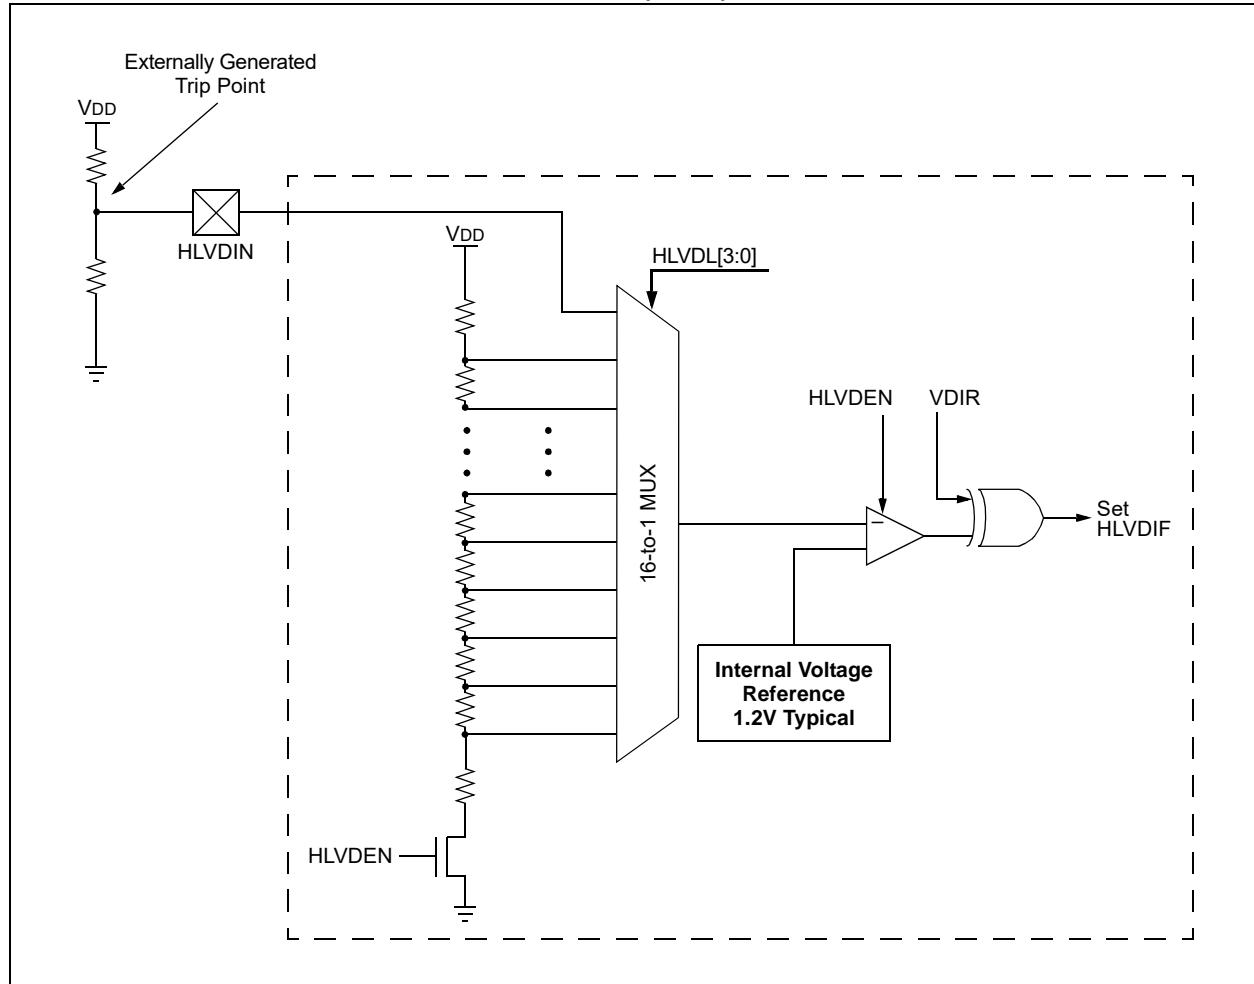 Externally Generated
Trip Point
VDD
HLVDIN
VDD
HLVDL[3:0]
16-to-1 MUX
HLVDEN
VDIR
–
Set
HLVDIF
Internal Voltage
Reference
1.2V Typical
HLVDEN